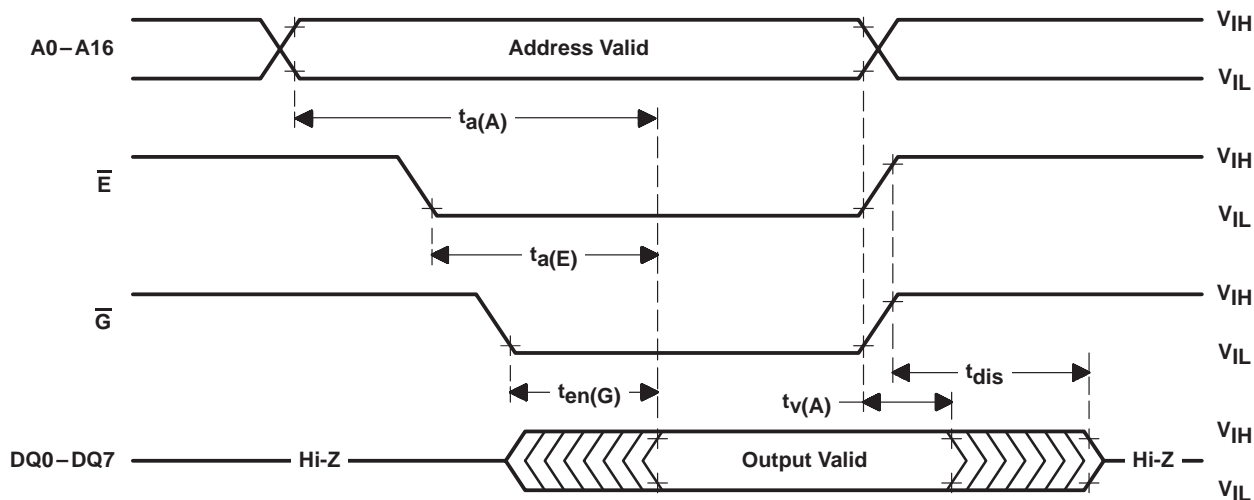 A0–A16
Address Valid
VIH
VIL
ta(A)
E
VIH
VIL
ta(E)
G
VIH
VIL
ten(G)
tdis
tv(A)
DQ0–DQ7
Hi-Z
Output Valid
Hi-Z
VIH
VIL